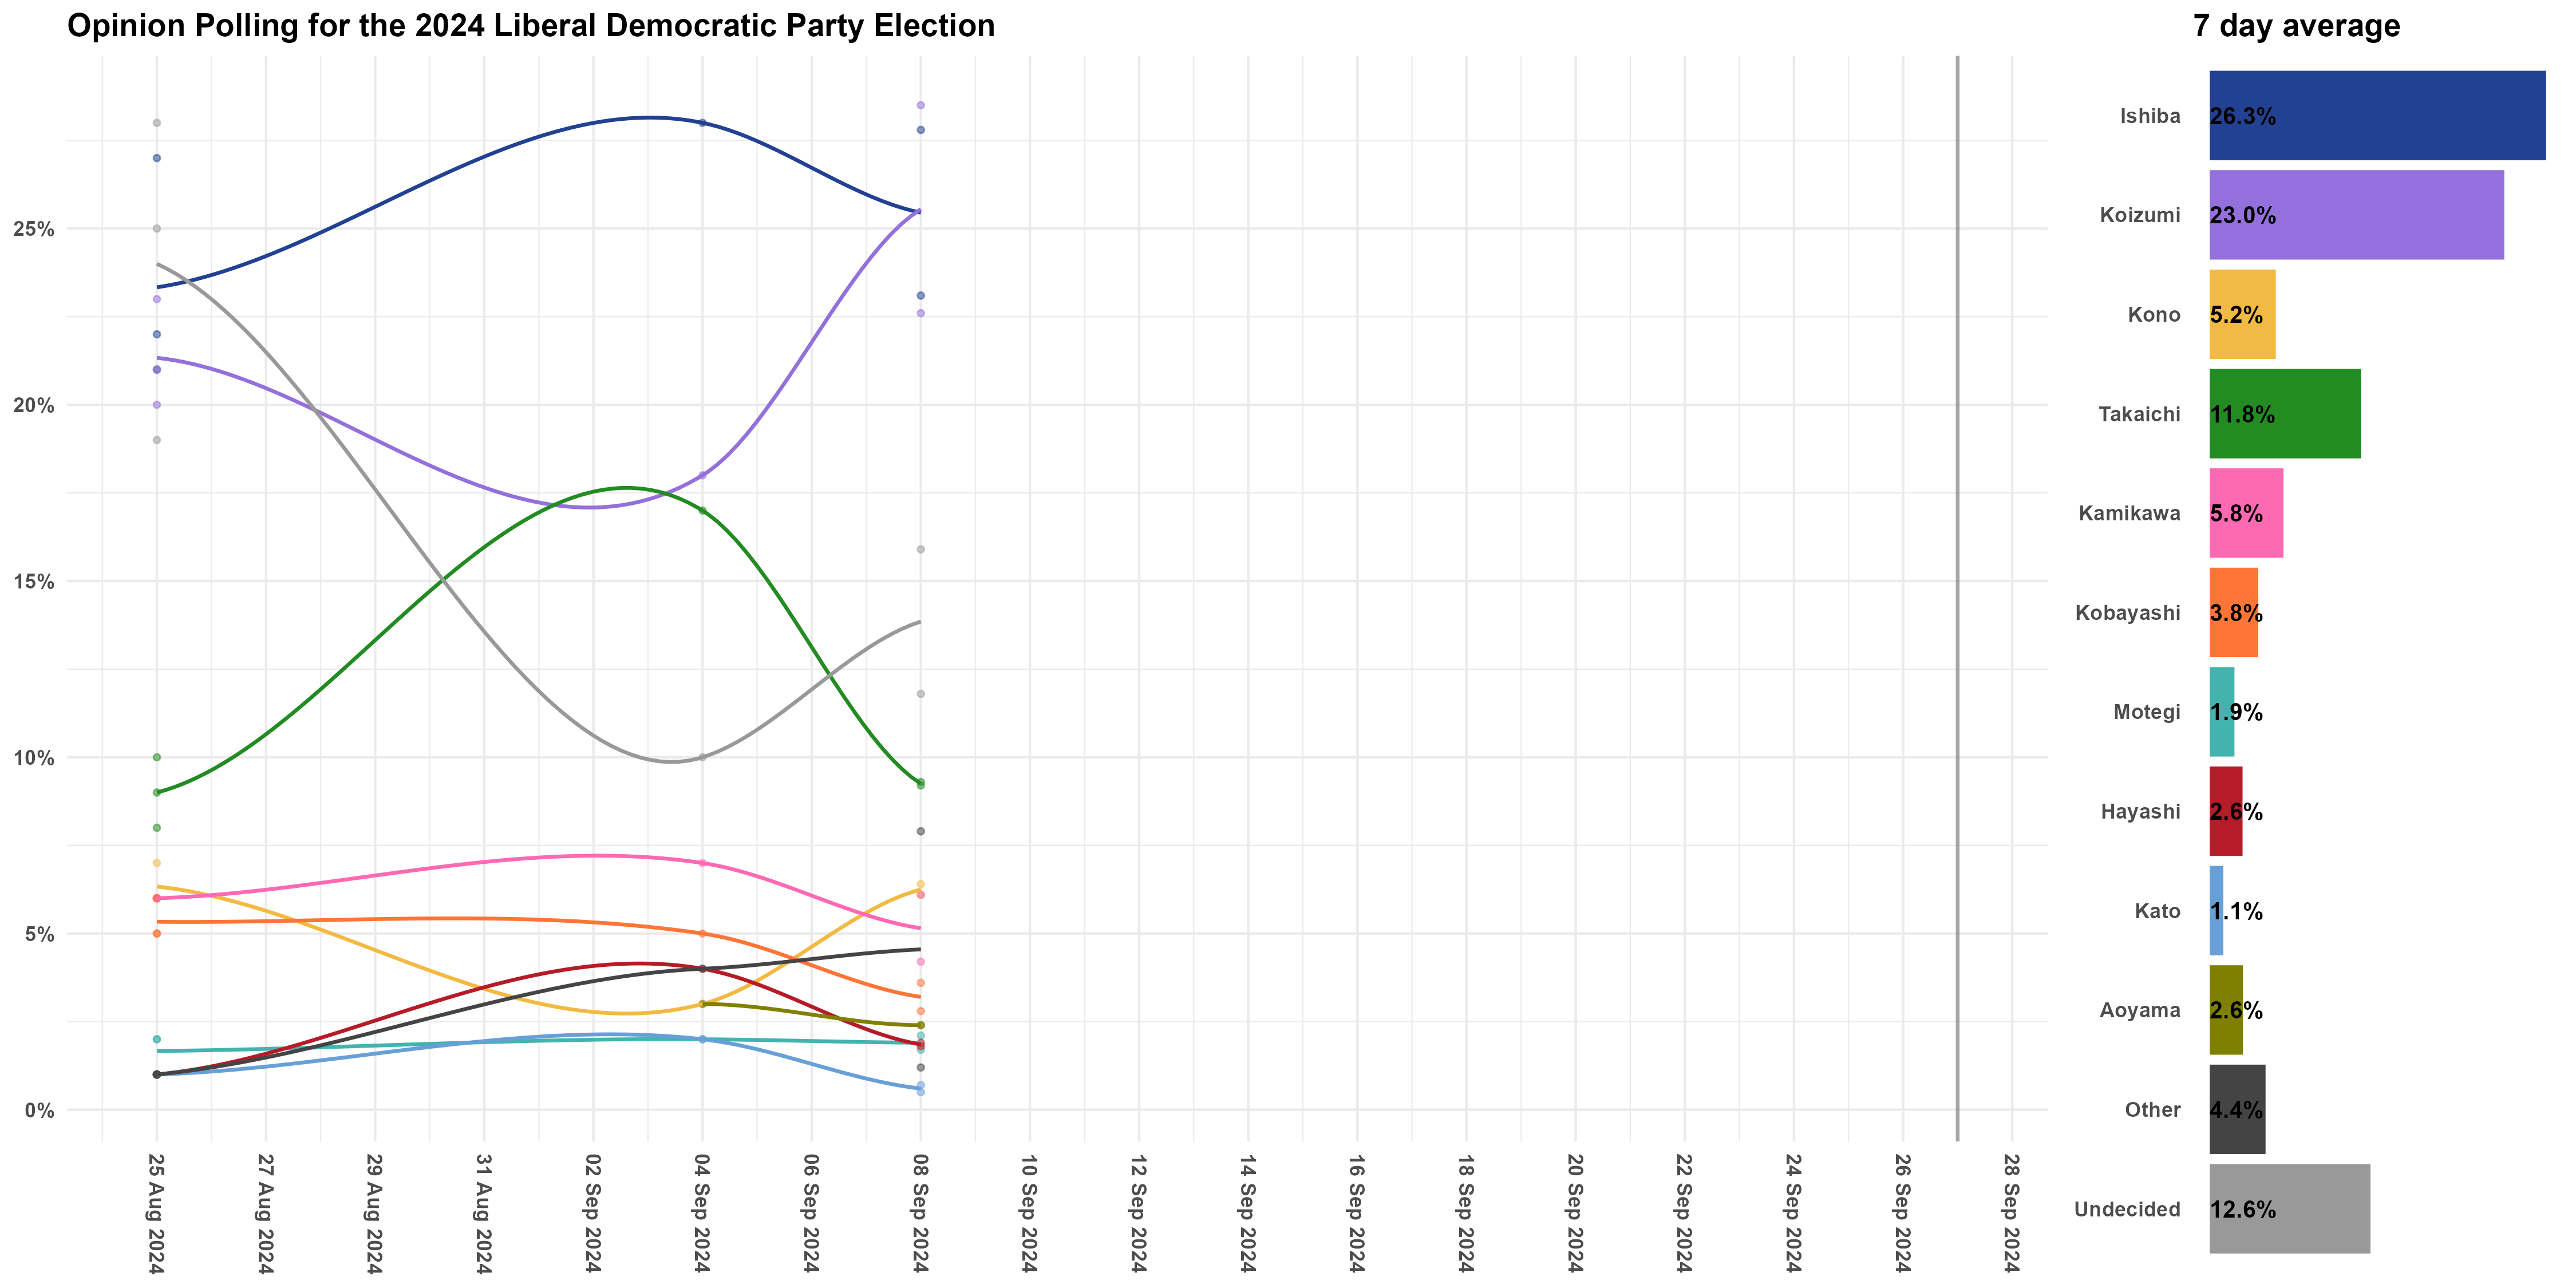 Opinion Polling for the 2024 Liberal Democratic Party Election
25%
20%
15%
10%
5%
0%
25 Aug 2024
27 Aug 2024
29 Aug 2024
31 Aug 2024
02 Sep 2024
04 Sep 2024
06 Sep 2024
08 Sep 2024
10 Sep 2024
12 Sep 2024
14 Sep 2024
16 Sep 2024
18 Sep 2024
20 Sep 2024
22 Sep 2024
24 Sep 2024
26 Sep 2024
28 Sep 2024
7 day average
Ishiba 26.3%
Koizumi 23.0%
Kono 5.2%
Takaichi 11.8%
Kamikawa 5.8%
Kobayashi 3.8%
Motegi 1.9%
Hayashi 2.6%
Kato 1.1%
Aoyama 2.6%
Other 4.4%
Undecided 12.6%